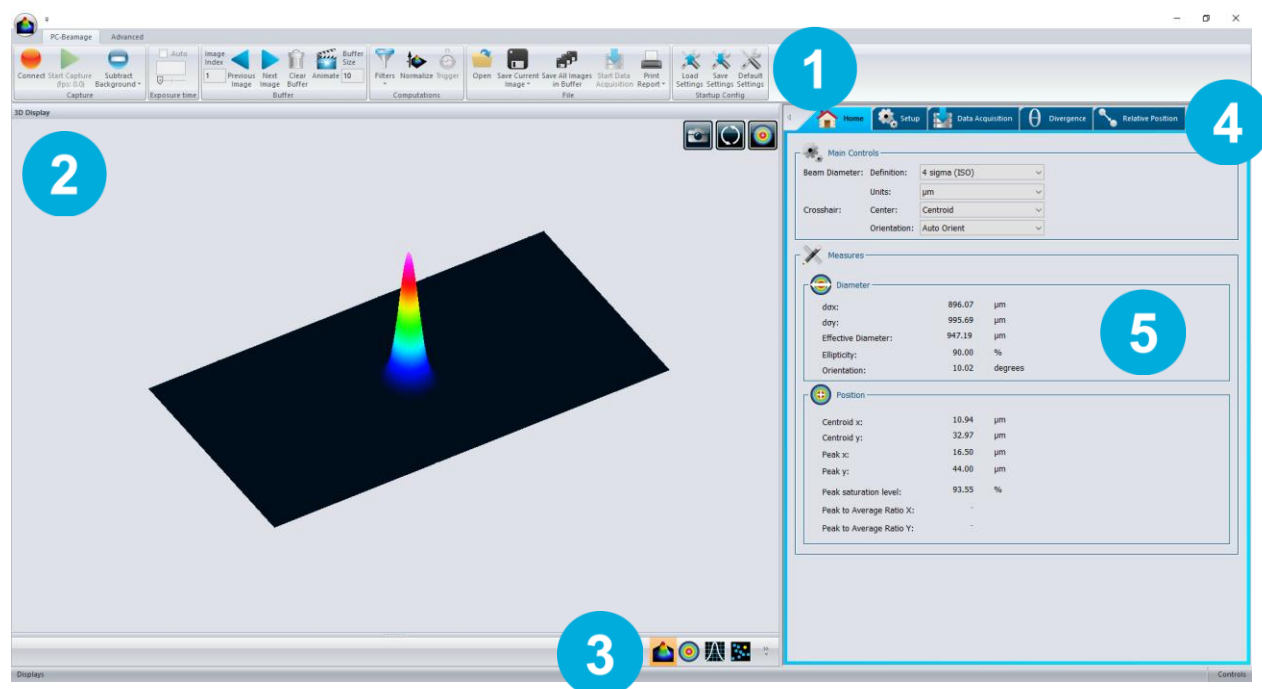 PC-Beamage Advanced
Connect Start Capture (fps: 0.0) Subtract Background
Capture
Auto
Exposure time
Image Index 1 Previous Image Next Image Clear Buffer Animate Buffer Size 10
Buffer
Filters Normalize Trigger
Computations
Open Save Current Image Save All Images in Buffer Start Data Acquisition Print Report
File
Load Settings Save Settings Default Settings
Startup Config
1
3D Display
2
Home Setup Data Acquisition Divergence Relative Position
4
Main Controls
Beam Diameter: Definition: 4 sigma (ISO)
Units: µm
Crosshair: Center: Centroid
Orientation: Auto Orient
Measures
Diameter
dσx: 896.07 µm
dσy: 995.69 µm
Effective Diameter: 947.19 µm
Ellipticity: 90.00 %
Orientation: 10.02 degrees
5
Position
Centroid x: 10.94 µm
Centroid y: 32.97 µm
Peak x: 16.50 µm
Peak y: 44.00 µm
Peak saturation level: 93.55 %
Peak to Average Ratio X: -
Peak to Average Ratio Y: -
3
Displays Controls